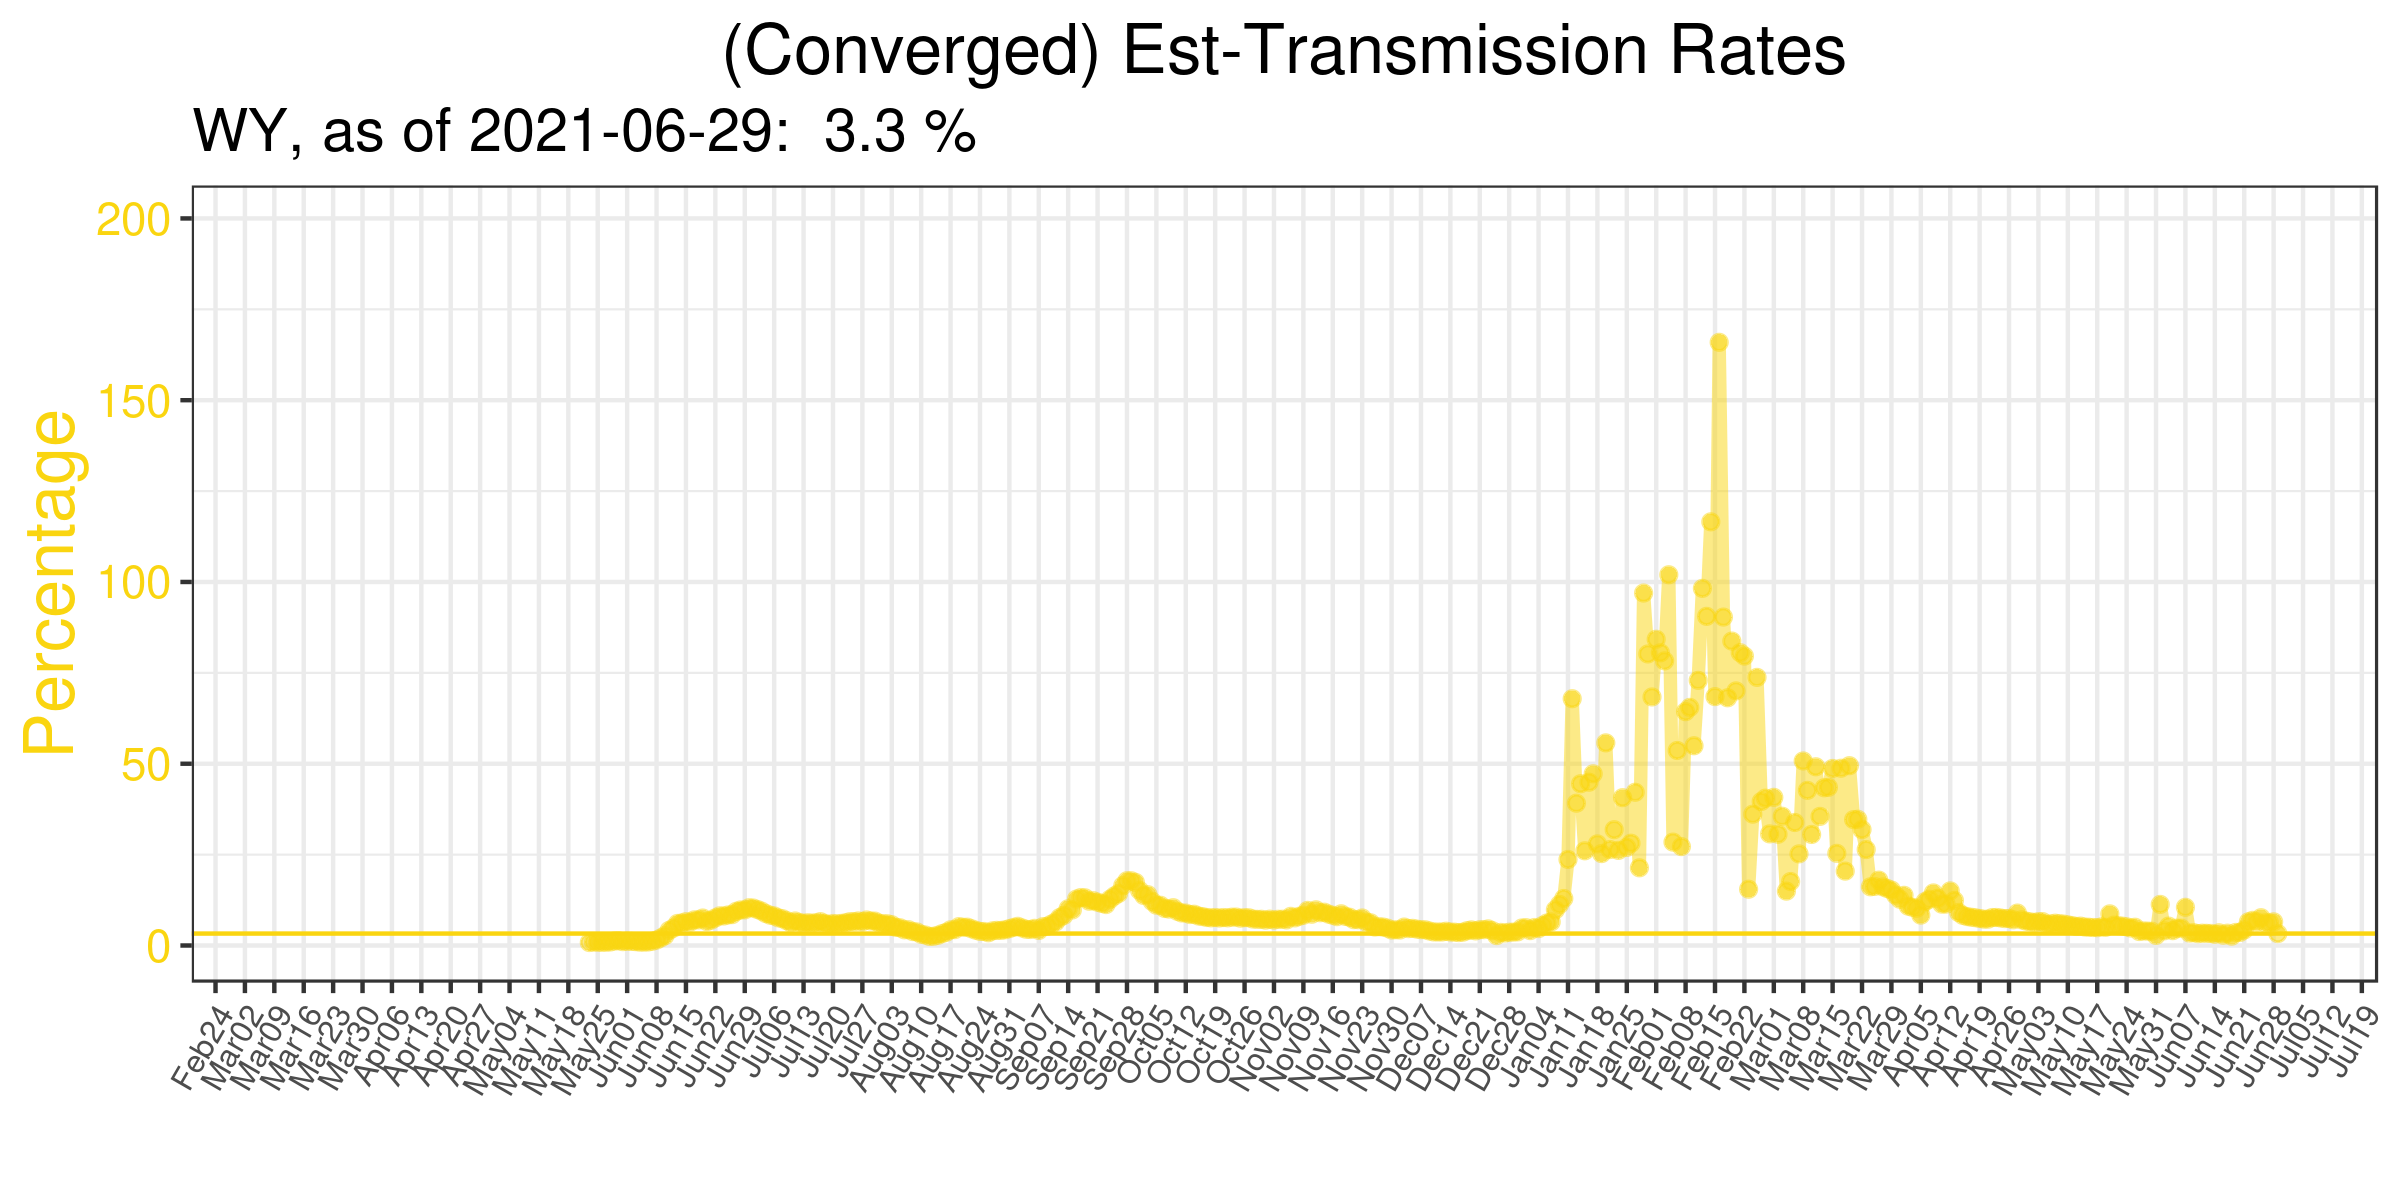 (Converged) Est-Transmission Rates
WY, as of 2021-06-29:  3.3 %
Percentage
200
150
100
50
0
Feb24
Mar02
Mar09
Mar16
Mar23
Mar30
Apr06
Apr13
Apr20
Apr27
May04
May11
May18
May25
Jun01
Jun08
Jun15
Jun22
Jun29
Jul06
Jul13
Jul20
Jul27
Aug03
Aug10
Aug17
Aug24
Aug31
Sep07
Sep14
Sep21
Sep28
Oct05
Oct12
Oct19
Oct26
Nov02
Nov09
Nov16
Nov23
Nov30
Dec07
Dec14
Dec21
Dec28
Jan04
Jan11
Jan18
Jan25
Feb01
Feb08
Feb15
Feb22
Mar01
Mar08
Mar15
Mar22
Mar29
Apr05
Apr12
Apr19
Apr26
May03
May10
May17
May24
May31
Jun07
Jun14
Jun21
Jun28
Jul05
Jul12
Jul19